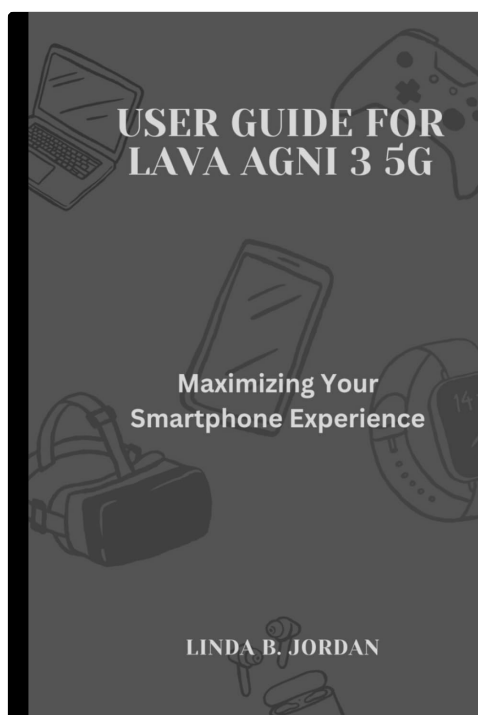 USER GUIDE FOR
LAVA AGNI 3 5G
Maximizing Your
Smartphone Experience
LINDA B. JORDAN